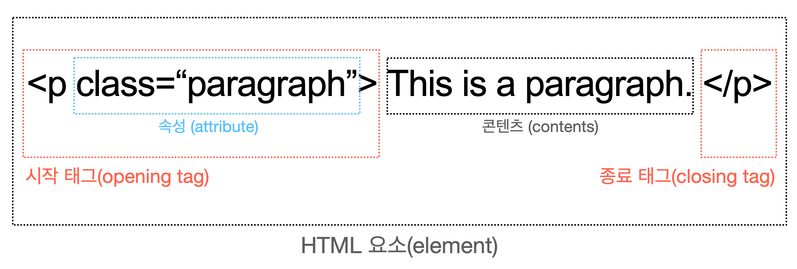 <p class=“paragraph”> This is a paragraph. </p>
속성 (attribute)
콘텐츠 (contents)
시작 태그(opening tag)
종료 태그(closing tag)
HTML 요소(element)